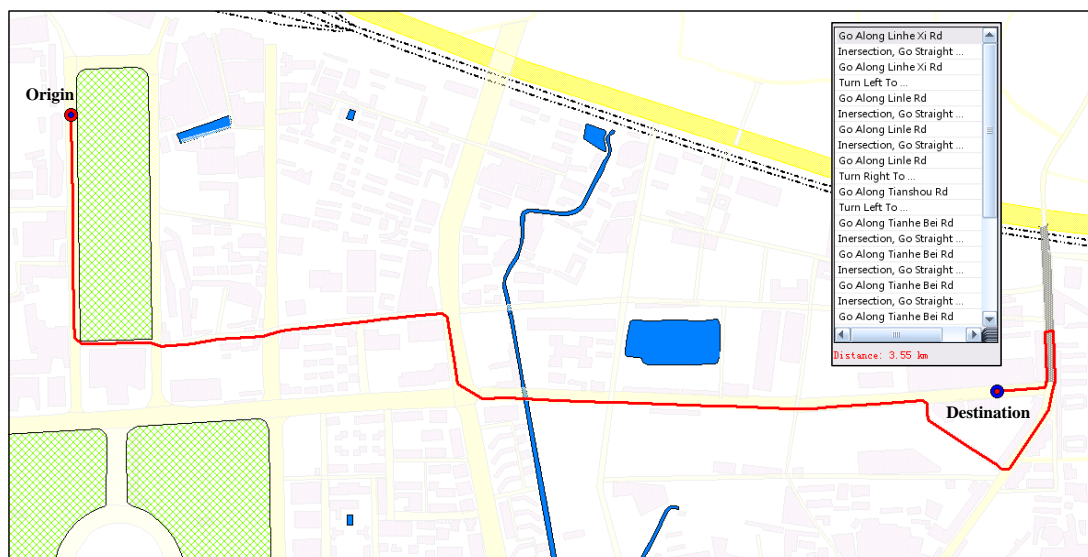 Origin
Go Along Linhe Xi Rd
Inersection, Go Straight ...
Go Along Linhe Xi Rd
Turn Left To ...
Go Along Linle Rd
Inersection, Go Straight ...
Go Along Linle Rd
Inersection, Go Straight ...
Go Along Linle Rd
Turn Right To ...
Go Along Tianshou Rd
Turn Left To ...
Go Along Tianhe Bei Rd
Inersection, Go Straight ...
Go Along Tianhe Bei Rd
Inersection, Go Straight ...
Go Along Tianhe Bei Rd
Inersection, Go Straight ...
Go Along Tianhe Bei Rd
Distance: 3.55 km
Destination